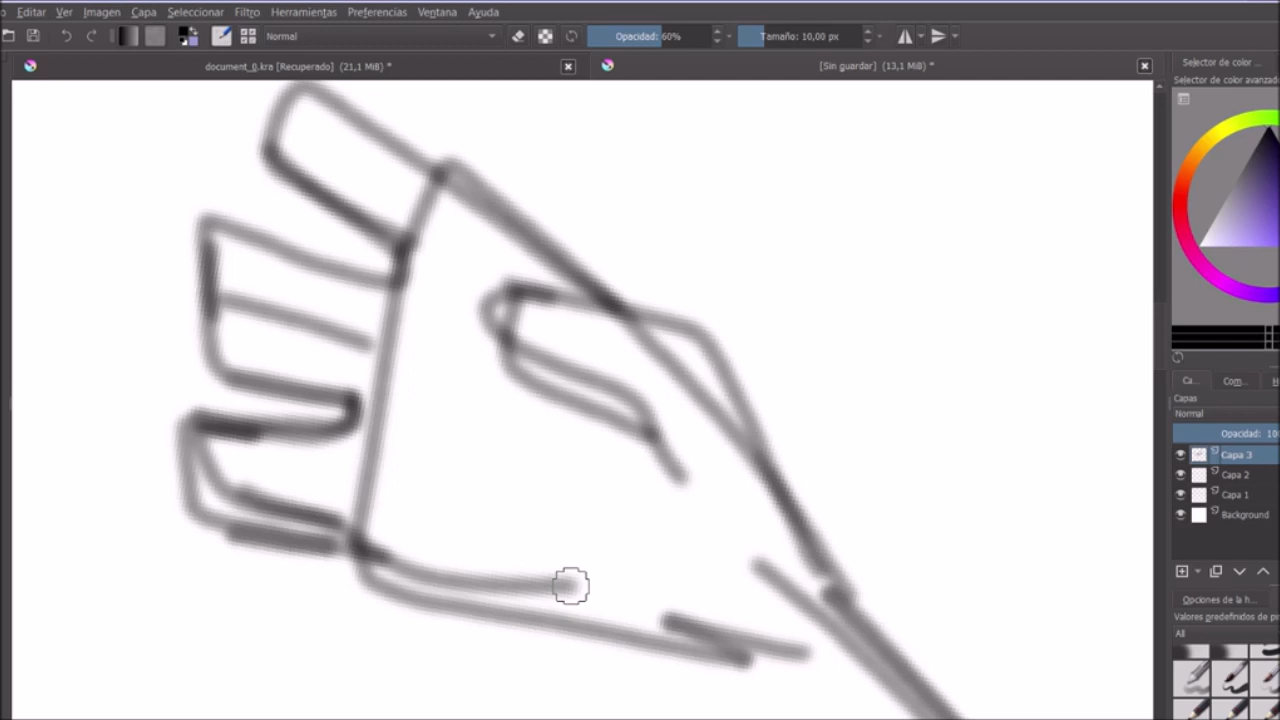 Editar Ver Imagen Capa Seleccionar Filtro Herramientas Preferencias Ventana Ayuda
Normal Opacidad: 60% Tamaño: 10,00 px
document_0.kra [Recuperado] (21,1 MiB) * [Sin guardar] (13,1 MiB) *
Selector de color ...
Selector de color avanzado
Ca... Com...
Capas
Normal
Opacidad: 10
Capa 3
Capa 2
Capa 1
Background
Opciones de la h...
Valores predefinidos de
All